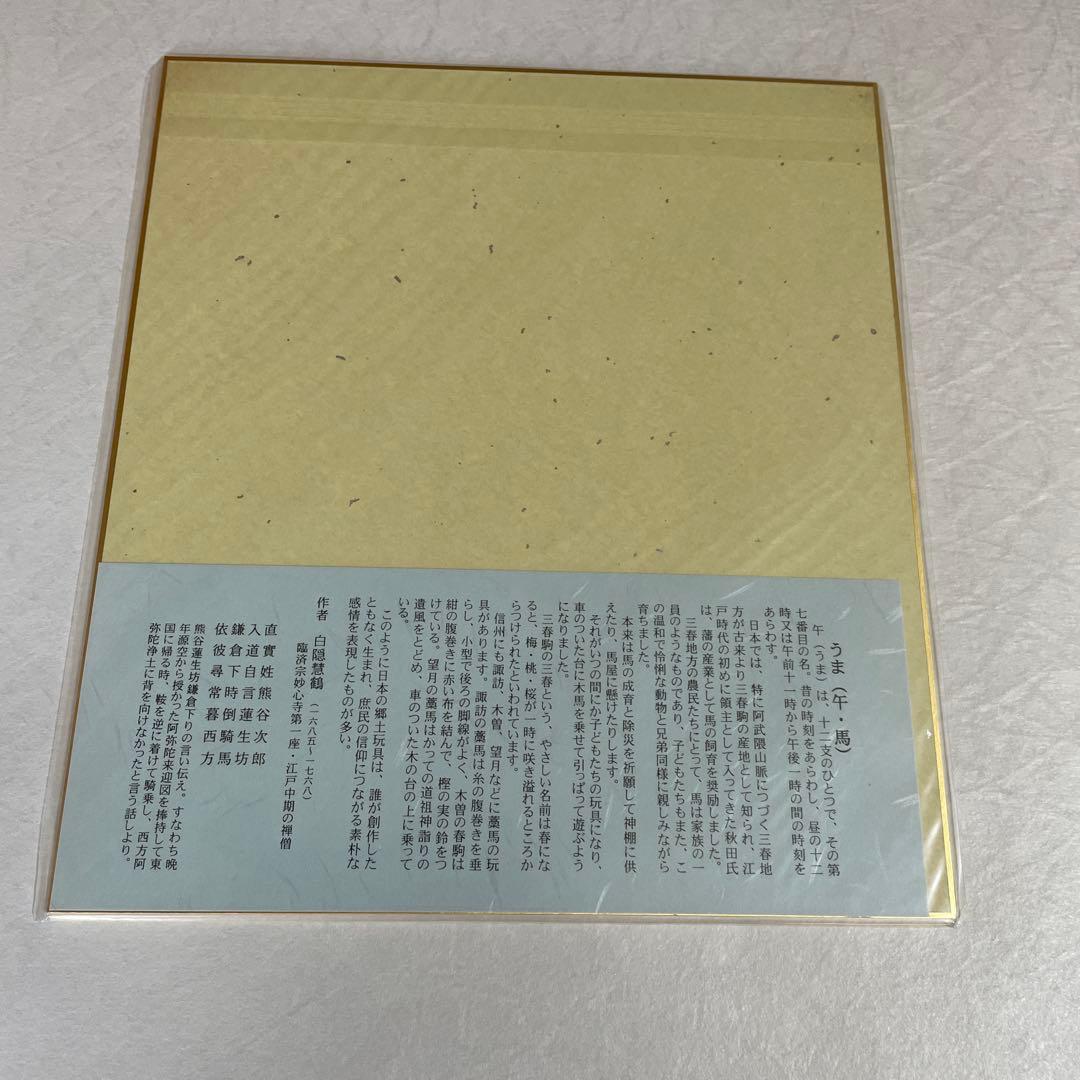 うま（午・馬）
午（うま）は、十二支のひとつで、その第
七番目の名。昔の時刻をあらわし、昼の十二
時又は午前十一時から午後一時の間の時刻を
あらわす。
日本では、特に阿武隈山脈につづく三春地
方が古来より三春駒の産地として知られ、江
戸時代の初めに領主として入ってきた秋田氏
は、藩の産業として馬の飼育を奨励しました。
三春地方の農民たちにとって、馬は家族の一
員のようなものであり、子どもたちもまた、こ
の温和で怜悧な動物と兄弟同様に親しみながら
育ちました。
本来は馬の成育と除災を祈願して神棚に供
えたり、馬屋に懸けたりします。
それがいつの間にか子どもたちの玩具になり、
車のついた台に木馬を乗せて引っぱって遊ぶよう
になりました。
三春駒の三春という、やさしい名前は春にな
ると、梅・桃・桜が一時に咲き溢れるところか
らつけられたといわれています。
信州にも諏訪、木曽、望月などに藁馬の玩
具があります。諏訪の藁馬は糸の腹巻きを垂
らし、小型で後ろの脚線がよく、木曽の春駒は
紺の腹巻きに赤い布を結んで、樫の実の鈴をつ
けている。望月の藁馬はかつての道祖神詣りの
遺風をとどめ、車のついた木の台の上に乗って
いる。
このように日本の郷土玩具は、誰が創作した
ともなく生まれ、庶民の信仰につながる素朴な
感情を表現したものが多い。
作者 白隠慧鶴 （一六八五〜一七六八）
臨済宗妙心寺第一座 江戸中期の禅僧
直實姓熊谷次郎
入道自言蓮生坊
鎌倉下時倒騎馬
依彼尋常暮西方
熊谷蓮生坊鎌倉下りの言い伝え。すなわち晩
年源空から授かった阿弥陀来迎図を捧持して東
国に帰る時、鞍を逆に着けて騎乗し、西方阿
弥陀浄土に背を向けなかったと言う話しより。